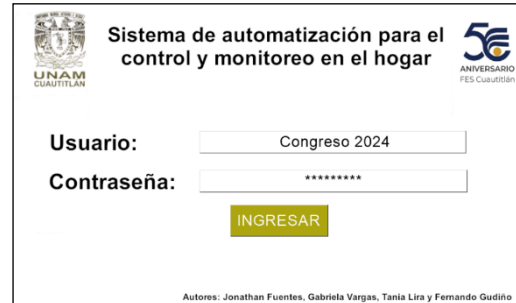 Sistema de automatización para el
control y monitoreo en el hogar
UNAM
CUAUTITLÁN
5
ANIVERSARIO
FES Cuautitlán
Usuario:
Congreso 2024
Contraseña:
*********
INGRESAR
Autores: Jonathan Fuentes, Gabriela Vargas, Tania Lira y Fernando Gudiño